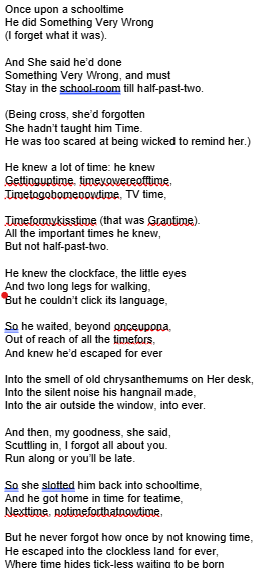 Once upon a schooltime
He did Something Very Wrong
(I forget what it was).

And She said he'd done
Something Very Wrong, and must
Stay in the school-room till half-past-two.

(Being cross, she'd forgotten
She hadn't taught him Time.
He was too scared at being wicked to remind her.)

He knew a lot of time: he knew
Gettinguptime, timeyouwereofftime,
Timetogohomenowtime, TV time,

Timeformykisstime (that was Grantime).
All the important times he knew,
But not half-past-two.

He knew the clockface, the little eyes
And two long legs for walking,
But he couldn't click its language,

So he waited, beyond onceupona,
Out of reach of all the timefors,
And knew he'd escaped for ever

Into the smell of old chrysanthemums on Her desk,
Into the silent noise his hangnail made,
Into the air outside the window, into ever.

And then, my goodness, she said,
Scuttling in, I forgot all about you.
Run along or you'll be late.

So she slotted him back into schooltime,
And he got home in time for teatime,
Nexttime, notimeforthatnowtime,

But he never forgot how once by not knowing time,
He escaped into the clockless land for ever,
Where time hides tick-less waiting to be born